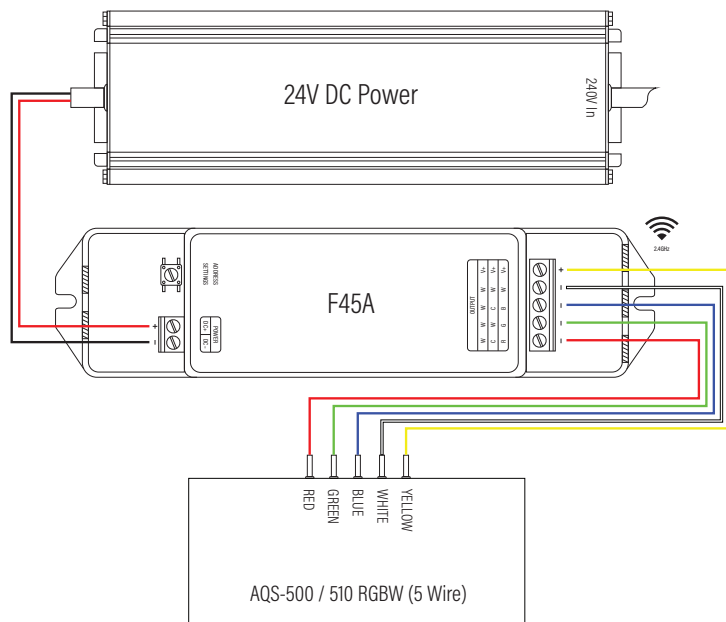 24V DC Power
240V In
2.4GHz
ADDRESS
SETTINGS
F45A
V+ W B G R
V+ W C W C
V+ W W W W
OUTPUT
+
–
–
–
–
+
–
POWER
DC+ DC–
RED
GREEN
BLUE
WHITE
YELLOW
AQS-500 / 510 RGBW (5 Wire)